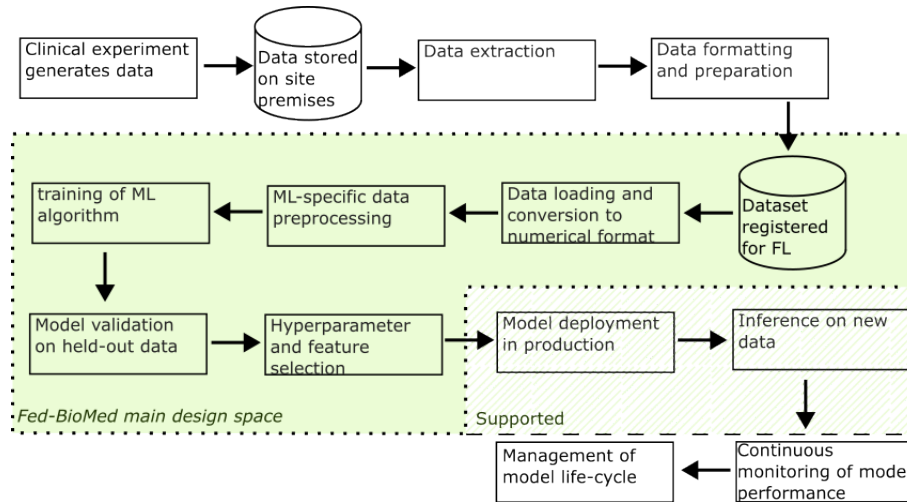 Clinical experiment
generates data
Data stored
on site
premises
Data extraction
Data formatting
and preparation
training of ML
algorithm
ML-specific data
preprocessing
Data loading and
conversion to
numerical format
Dataset
registered
for FL
Model validation
on held-out data
Hyperparameter
and feature
selection
Model deployment
in production
Inference on new
data
Fed-BioMed main design space
Supported
Management of
model life-cycle
Continuous
monitoring of mode
performance